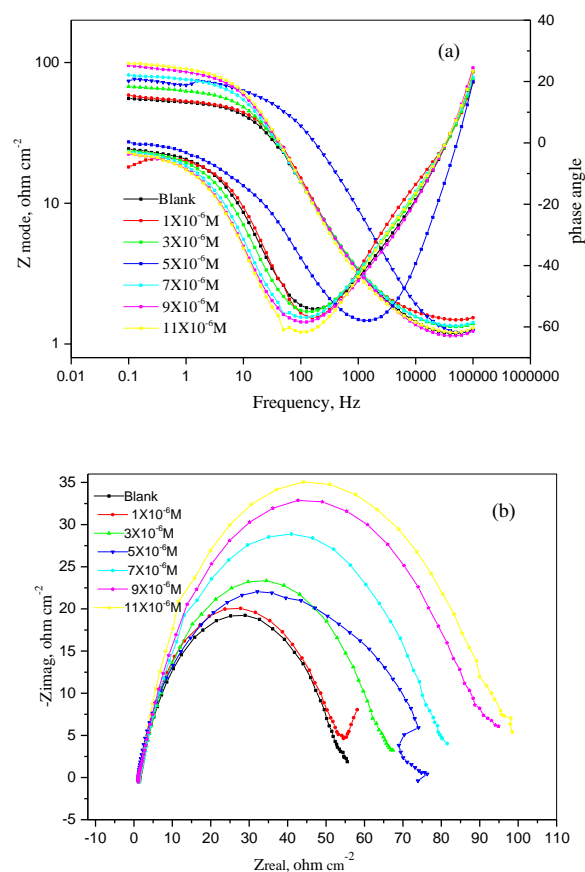 (a)
100
10
1
Z mode, ohm cm⁻²
40
20
0
-20
-40
-60
phase angle
Blank
1X10⁻⁶M
3X10⁻⁶M
5X10⁻⁶M
7X10⁻⁶M
9X10⁻⁶M
11X10⁻⁶M
0.01 0.1 1 10 100 1000 10000 100000 1000000
Frequency, Hz
(b)
35
30
25
20
15
10
5
0
-5
-Zimag, ohm cm⁻²
Blank
1X10⁻⁶M
3X10⁻⁶M
5X10⁻⁶M
7X10⁻⁶M
9X10⁻⁶M
11X10⁻⁶M
-10 0 10 20 30 40 50 60 70 80 90 100 110
Zreal, ohm cm⁻²